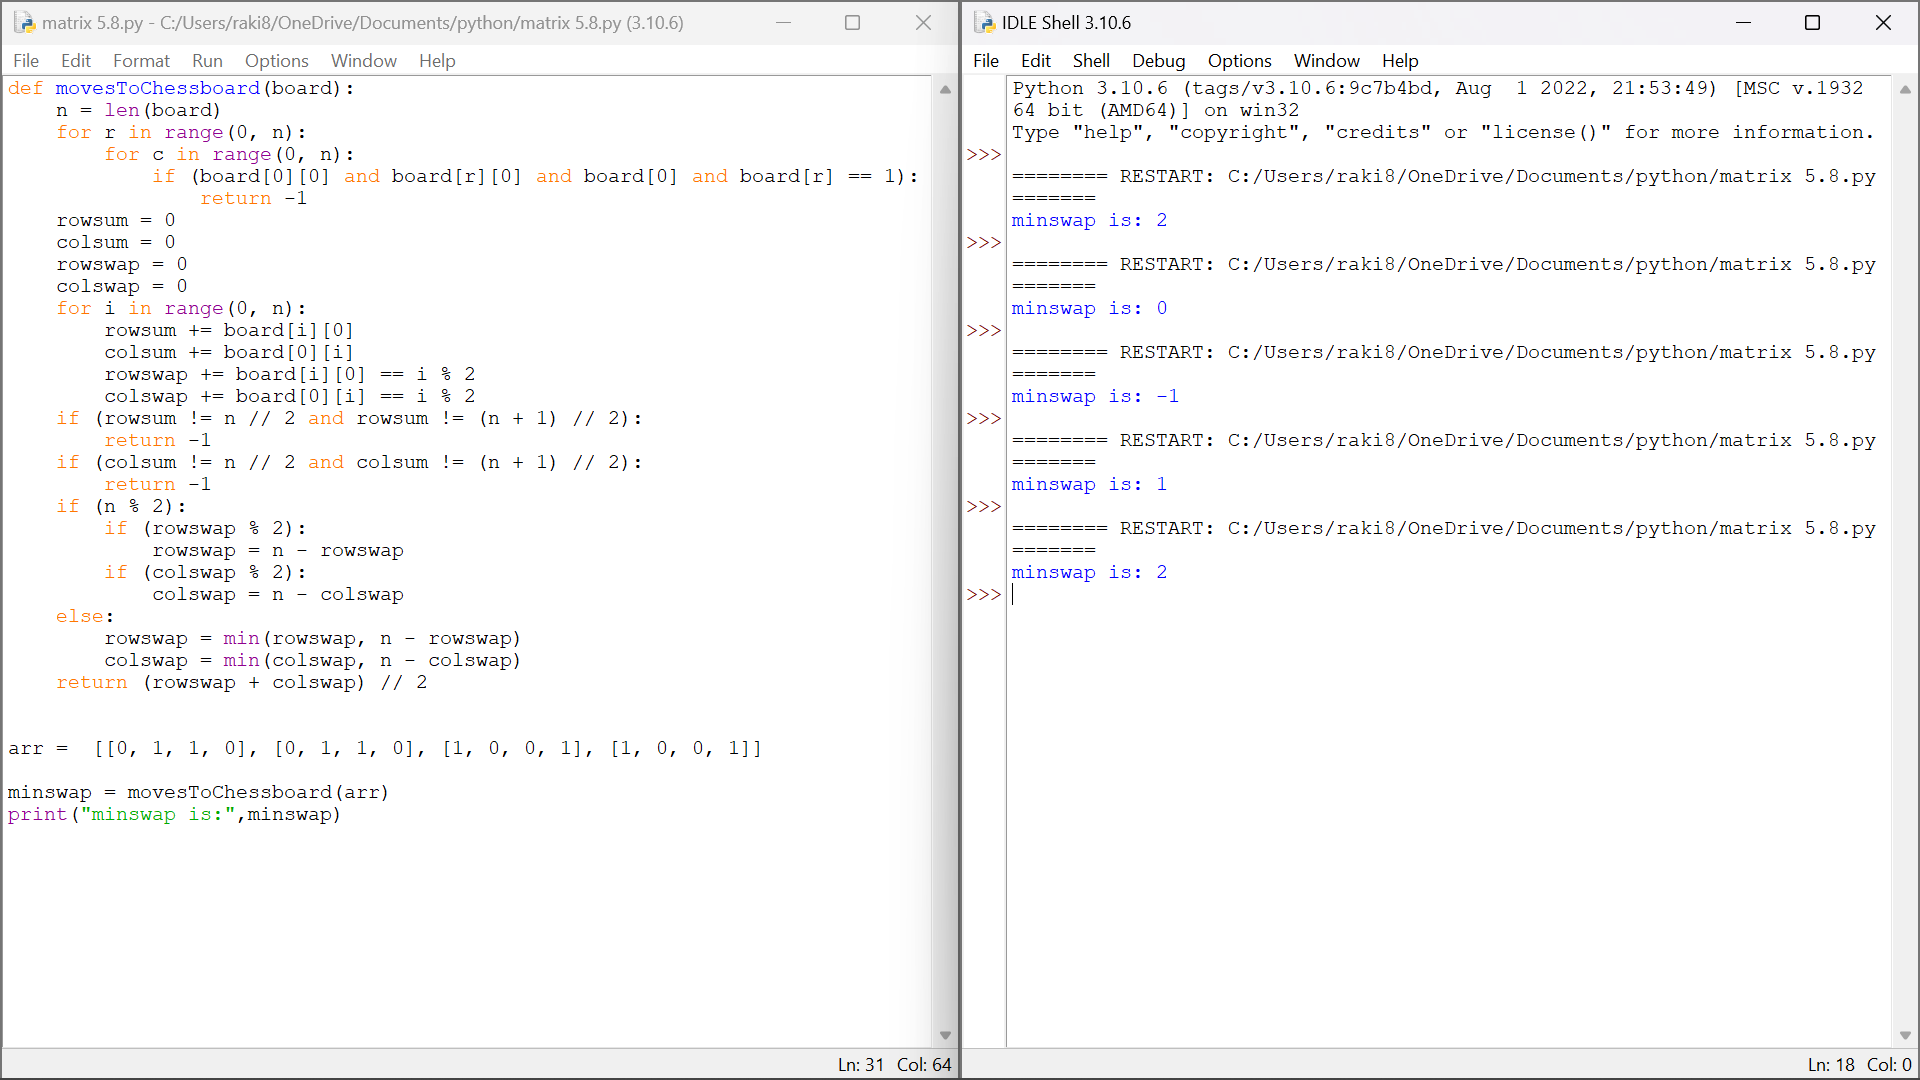 matrix 5.8.py - C:/Users/raki8/OneDrive/Documents/python/matrix 5.8.py (3.10.6)
File Edit Format Run Options Window Help
def movesToChessboard(board):
    n = len(board)
    for r in range(0, n):
        for c in range(0, n):
            if (board[0][0] and board[r][0] and board[0] and board[r] == 1):
                return -1
    rowsum = 0
    colsum = 0
    rowswap = 0
    colswap = 0
    for i in range(0, n):
        rowsum += board[i][0]
        colsum += board[0][i]
        rowswap += board[i][0] == i % 2
        colswap += board[0][i] == i % 2
    if (rowsum != n // 2 and rowsum != (n + 1) // 2):
        return -1
    if (colsum != n // 2 and colsum != (n + 1) // 2):
        return -1
    if (n % 2):
        if (rowswap % 2):
            rowswap = n - rowswap
        if (colswap % 2):
            colswap = n - colswap
    else:
        rowswap = min(rowswap, n - rowswap)
        colswap = min(colswap, n - colswap)
    return (rowswap + colswap) // 2
arr =  [[0, 1, 1, 0], [0, 1, 1, 0], [1, 0, 0, 1], [1, 0, 0, 1]]
minswap = movesToChessboard(arr)
print("minswap is:",minswap)
Ln: 31 Col: 64
IDLE Shell 3.10.6
File Edit Shell Debug Options Window Help
Python 3.10.6 (tags/v3.10.6:9c7b4bd, Aug  1 2022, 21:53:49) [MSC v.1932
64 bit (AMD64)] on win32
Type "help", "copyright", "credits" or "license()" for more information.
>>>
======== RESTART: C:/Users/raki8/OneDrive/Documents/python/matrix 5.8.py
=======
minswap is: 2
>>>
======== RESTART: C:/Users/raki8/OneDrive/Documents/python/matrix 5.8.py
=======
minswap is: 0
>>>
======== RESTART: C:/Users/raki8/OneDrive/Documents/python/matrix 5.8.py
=======
minswap is: -1
>>>
======== RESTART: C:/Users/raki8/OneDrive/Documents/python/matrix 5.8.py
=======
minswap is: 1
>>>
======== RESTART: C:/Users/raki8/OneDrive/Documents/python/matrix 5.8.py
=======
minswap is: 2
>>>
Ln: 18 Col: 0